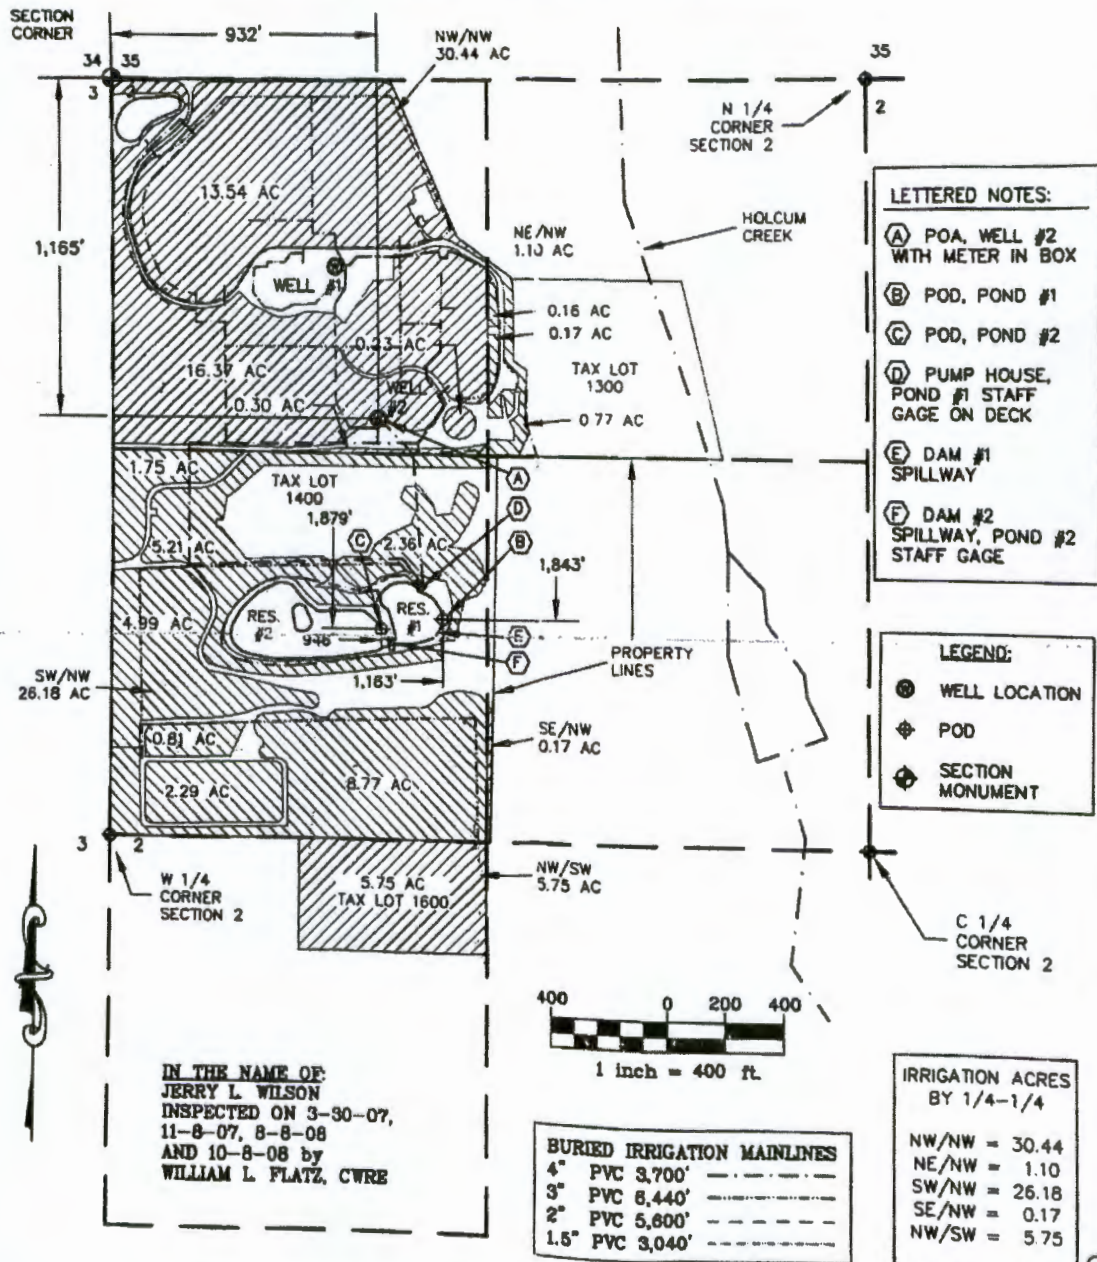 SECTION
CORNER
932'
NW/NW
30.44 AC
34
35
3
35
2
N 1/4
CORNER
SECTION 2
1,165'
13.54 AC
NE/NW
1.10 AC
HOLCUM
CREEK
WELL
#1
0.16 AC
0.17 AC
0.23 AC
TAX LOT
1300
16.37 AC
WELL
#2
0.30 AC
0.77 AC
1.75 AC
TAX LOT
1400
1,879'
A
D
C
2.36 AC
B
5.21 AC
1,843'
4.99 AC
RES.
#2
RES.
#1
946'
E
F
PROPERTY
LINES
SW/NW
26.18 AC
1,163'
SE/NW
0.17 AC
0.81 AC
2.29 AC
8.77 AC
3
2
W 1/4
CORNER
SECTION 2
5.75 AC
TAX LOT 1600
NW/SW
5.75 AC
C 1/4
CORNER
SECTION 2
LETTERED NOTES:
A POA, WELL #2
WITH METER IN BOX
B POD, POND #1
C POD, POND #2
D PUMP HOUSE,
POND #1 STAFF
GAGE ON DECK
E DAM #1
SPILLWAY
F DAM #2
SPILLWAY, POND #2
STAFF GAGE
LEGEND:
WELL LOCATION
POD
SECTION
MONUMENT
400 0 200 400
1 inch = 400 ft.
IN THE NAME OF:
JERRY L. WILSON
INSPECTED ON 3-30-07,
11-8-07, 8-8-08
AND 10-8-08 by
WILLIAM L. FLATZ, CWRE
BURIED IRRIGATION MAINLINES
4" PVC 3,700'
3" PVC 6,440'
2" PVC 5,600'
1.5" PVC 3,040'
IRRIGATION ACRES
BY 1/4-1/4
NW/NW = 30.44
NE/NW = 1.10
SW/NW = 26.18
SE/NW = 0.17
NW/SW = 5.75